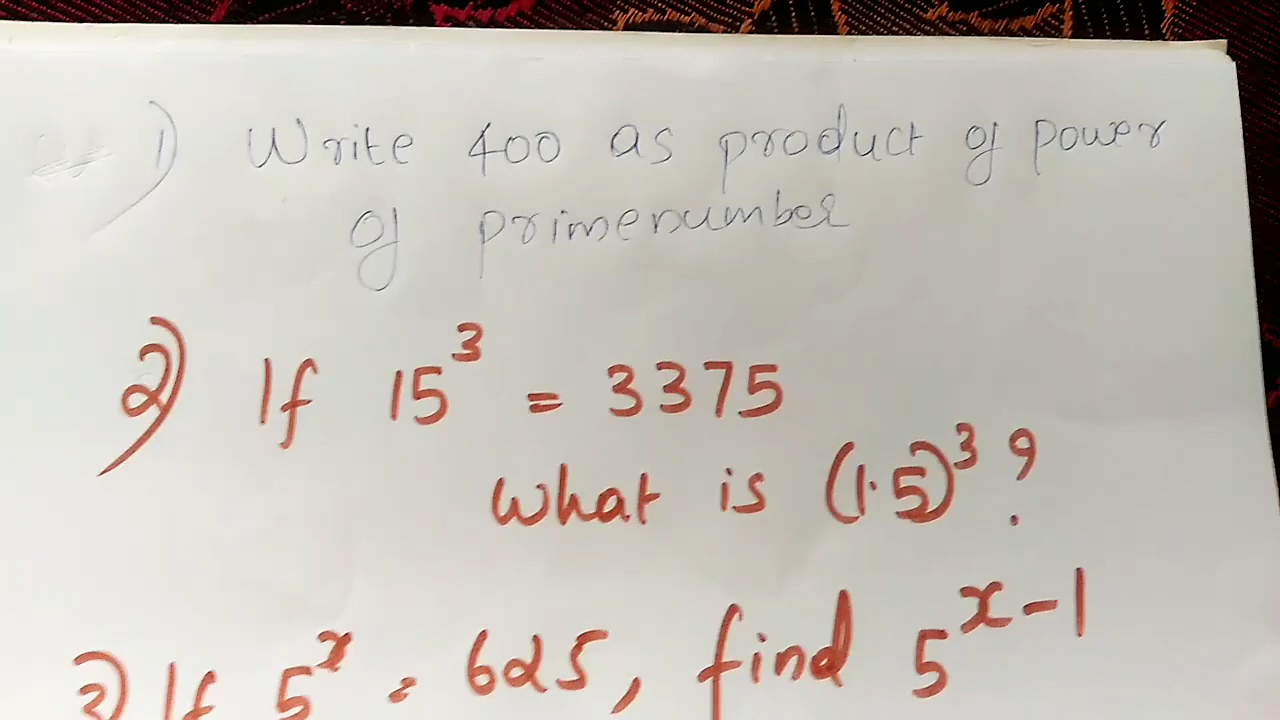 1) Write 400 as product of power
of primenumber
2) If 15³ = 3375
What is (1.5)³?
3) If 5ˣ = 625, find 5ˣ⁻¹